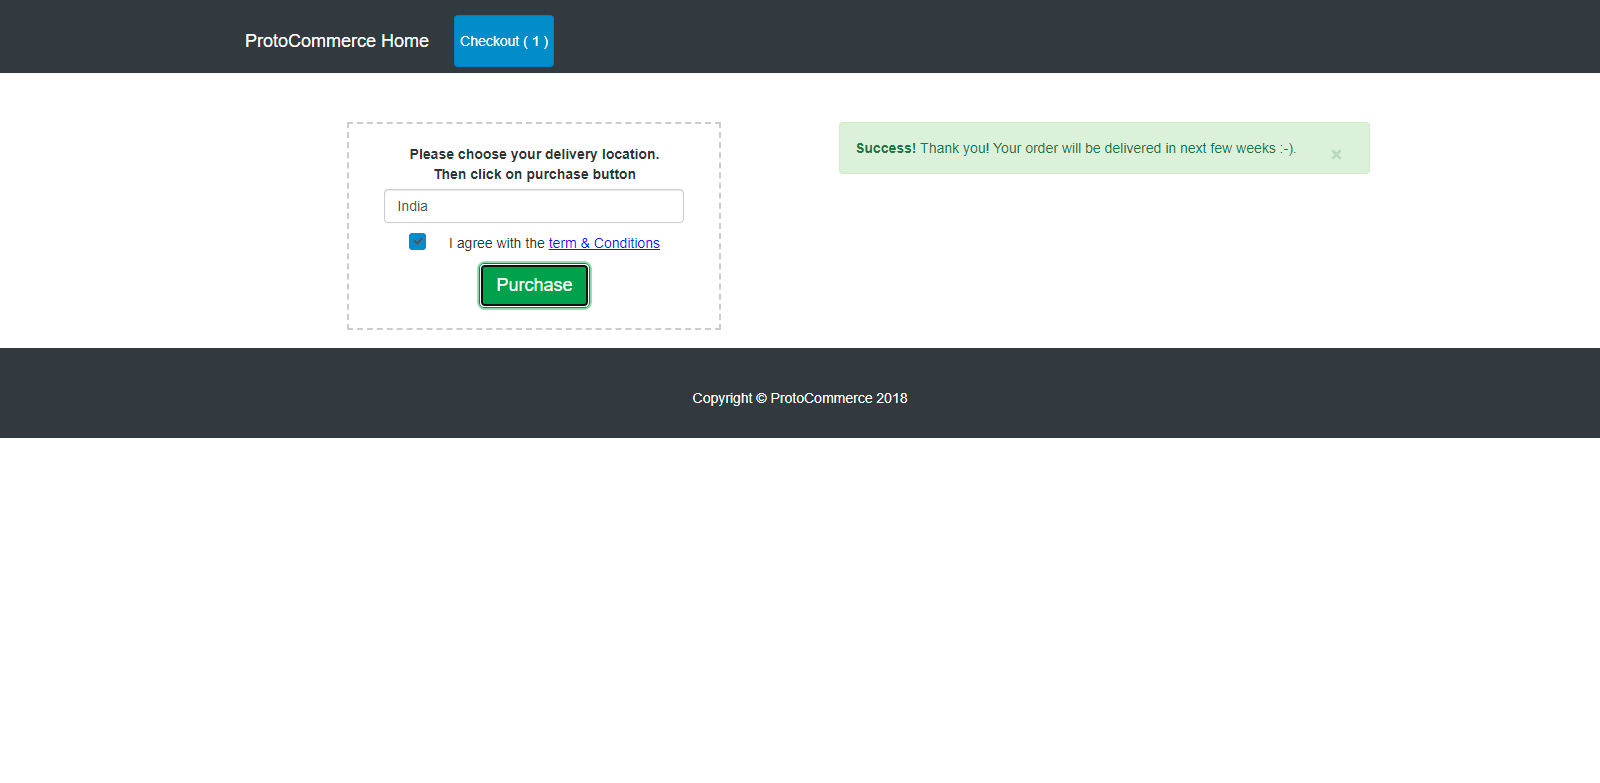 ProtoCommerce Home
Checkout ( 1 )
Please choose your delivery location.
Then click on purchase button
India
I agree with the term & Conditions
Purchase
Success! Thank you! Your order will be delivered in next few weeks :-).
×
Copyright © ProtoCommerce 2018